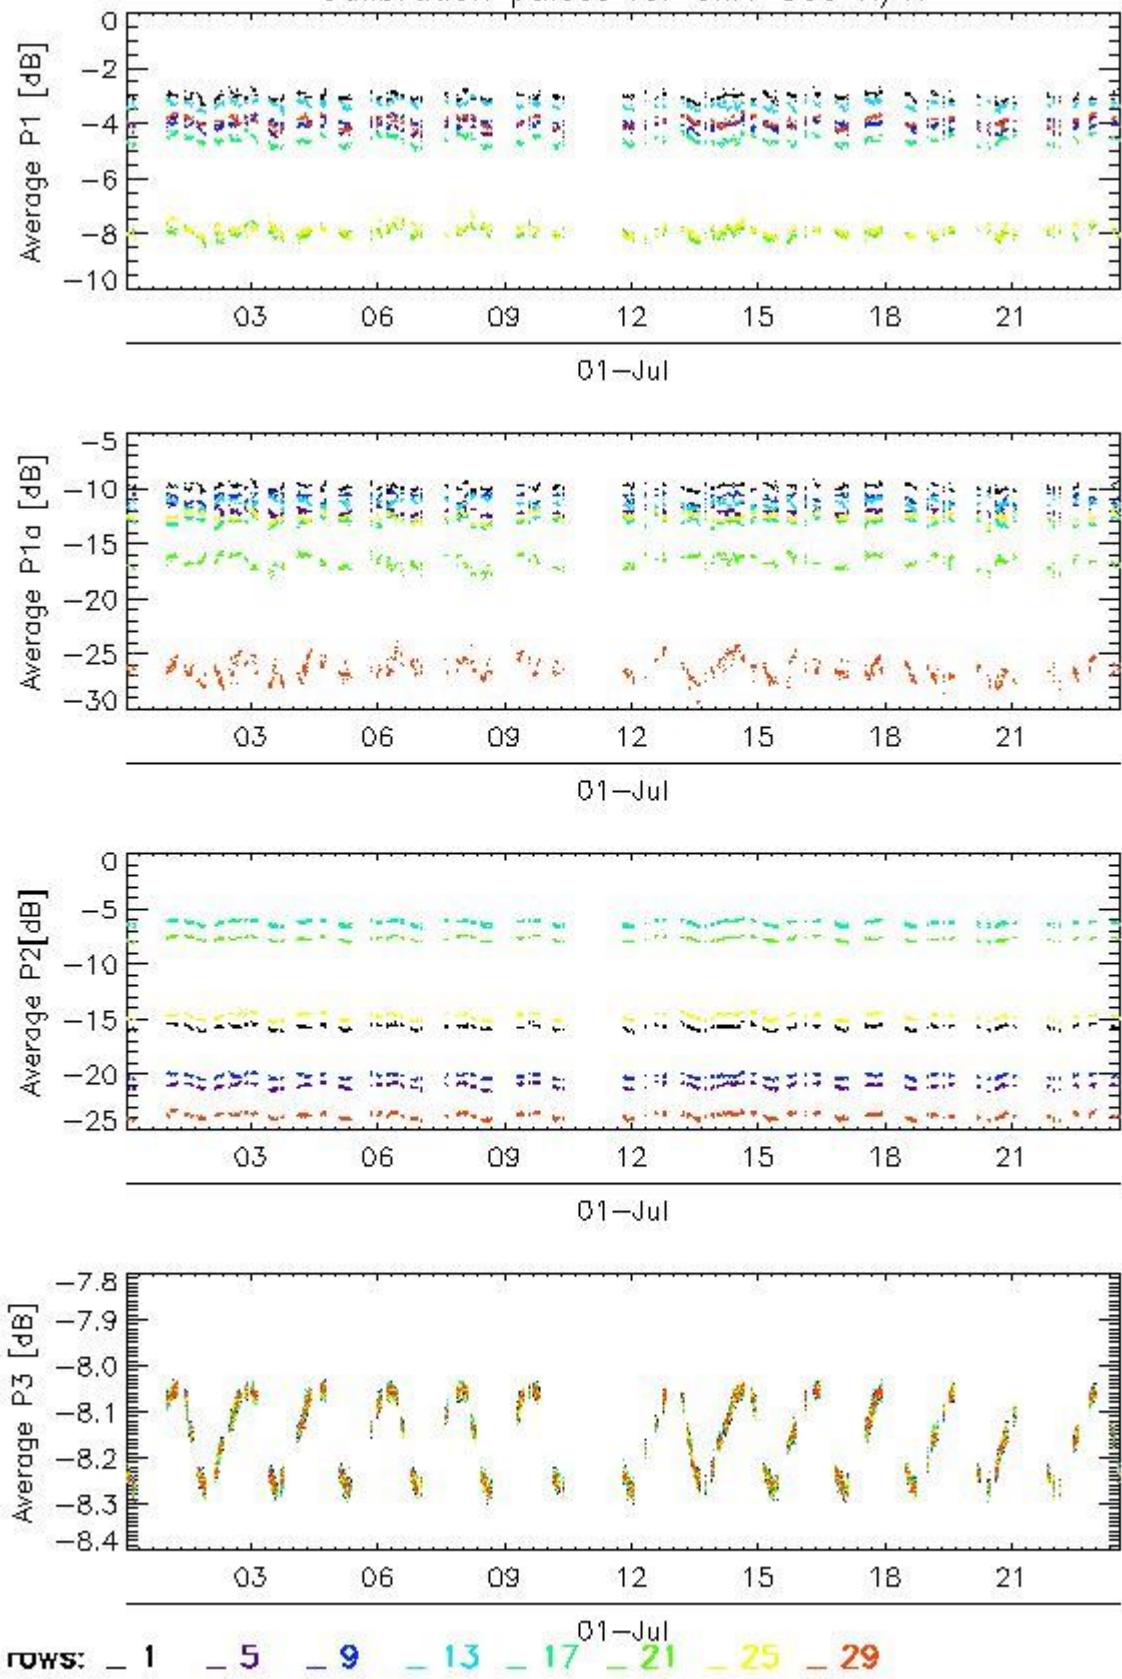 0
−2
−4
−6
−8
−10
Average P1 [dB]
03 06 09 12 15 18 21
01−Jul
−5
−10
−15
−20
−25
−30
Average P1a [dB]
03 06 09 12 15 18 21
01−Jul
0
−5
−10
−15
−20
−25
Average P2[dB]
03 06 09 12 15 18 21
01−Jul
−7.8
−7.9
−8.0
−8.1
−8.2
−8.3
−8.4
Average P3 [dB]
03 06 09 12 15 18 21
01−Jul
rows: _ 1 _ 5 _ 9 _ 13 _ 17 _ 21 _ 25 _ 29